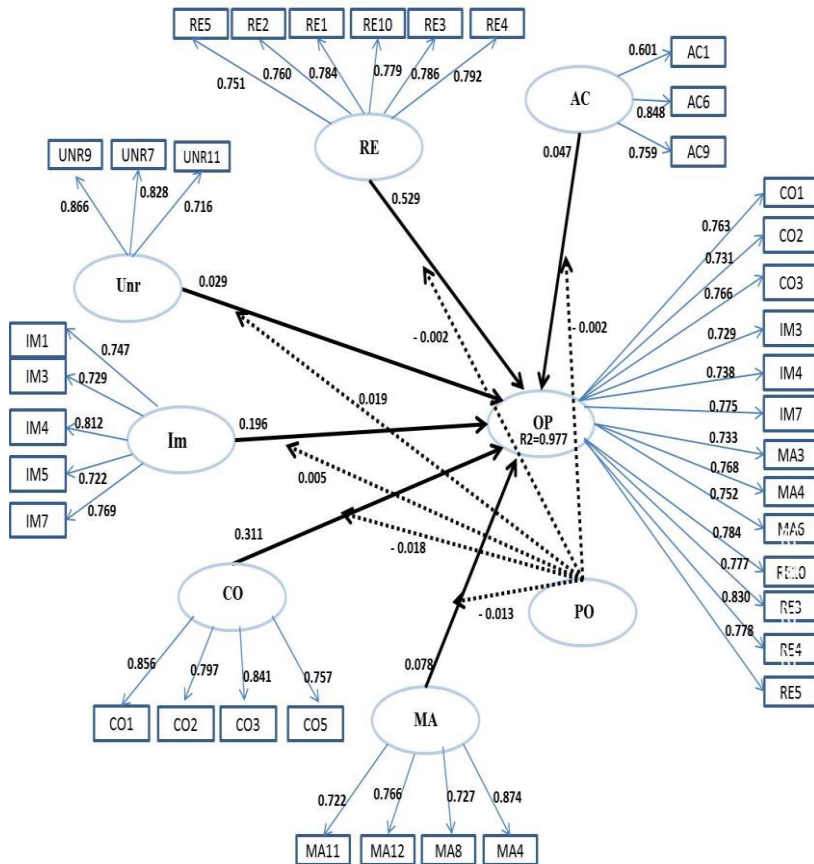 RE5 RE2 RE1 RE10 RE3 RE4
0.751 0.760 0.784 0.779 0.786 0.792
RE
0.529
AC1
AC6
AC9
0.601
0.848
0.759
AC
0.047
UNR9 UNR7 UNR11
0.866 0.828 0.716
Unr
0.029
IM1
IM3
IM4
IM5
IM7
0.747
0.729
0.812
0.722
0.769
Im
0.196
- 0.002
- 0.002
0.019
0.005
- 0.018
- 0.013
OP
R2=0.977
PO
CO1
CO2
CO3
IM3
IM4
IM7
MA3
MA4
MA6
RE10
RE3
RE4
RE5
0.763
0.731
0.766
0.729
0.738
0.775
0.733
0.768
0.752
0.784
0.777
0.830
0.778
0.311
CO
0.856 0.797 0.841 0.757
CO1 CO2 CO3 CO5
0.078
MA
0.722 0.766 0.727 0.874
MA11 MA12 MA8 MA4